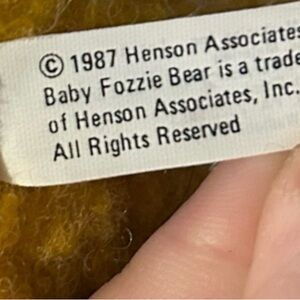 © 1987 Henson Associates
Baby Fozzie Bear is a trade
of Henson Associates, Inc.
All Rights Reserved